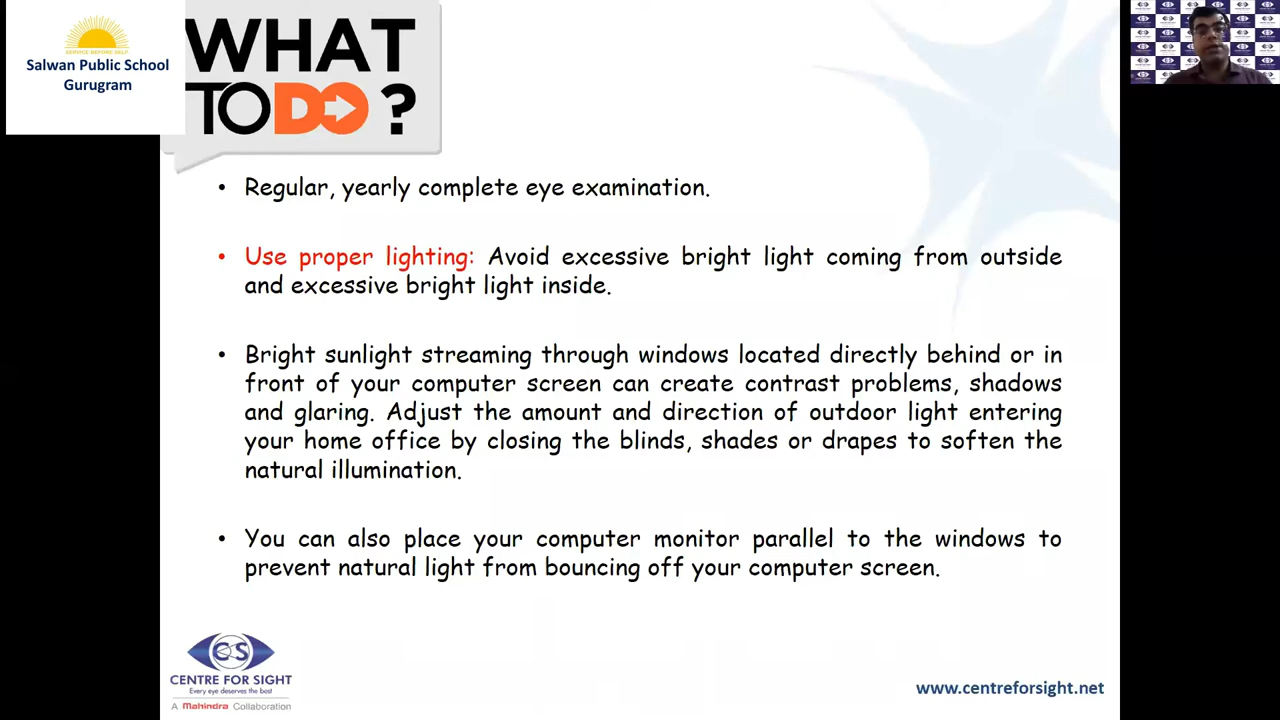 SERVICE BEFORE SELF
Salwan Public School
Gurugram
WHAT
TO DO ?
• Regular, yearly complete eye examination.
• Use proper lighting: Avoid excessive bright light coming from outside
and excessive bright light inside.
• Bright sunlight streaming through windows located directly behind or in
front of your computer screen can create contrast problems, shadows
and glaring. Adjust the amount and direction of outdoor light entering
your home office by closing the blinds, shades or drapes to soften the
natural illumination.
• You can also place your computer monitor parallel to the windows to
prevent natural light from bouncing off your computer screen.
CS
CENTRE FOR SIGHT
Every eye deserves the best
A Mahindra Collaboration
www.centreforsight.net